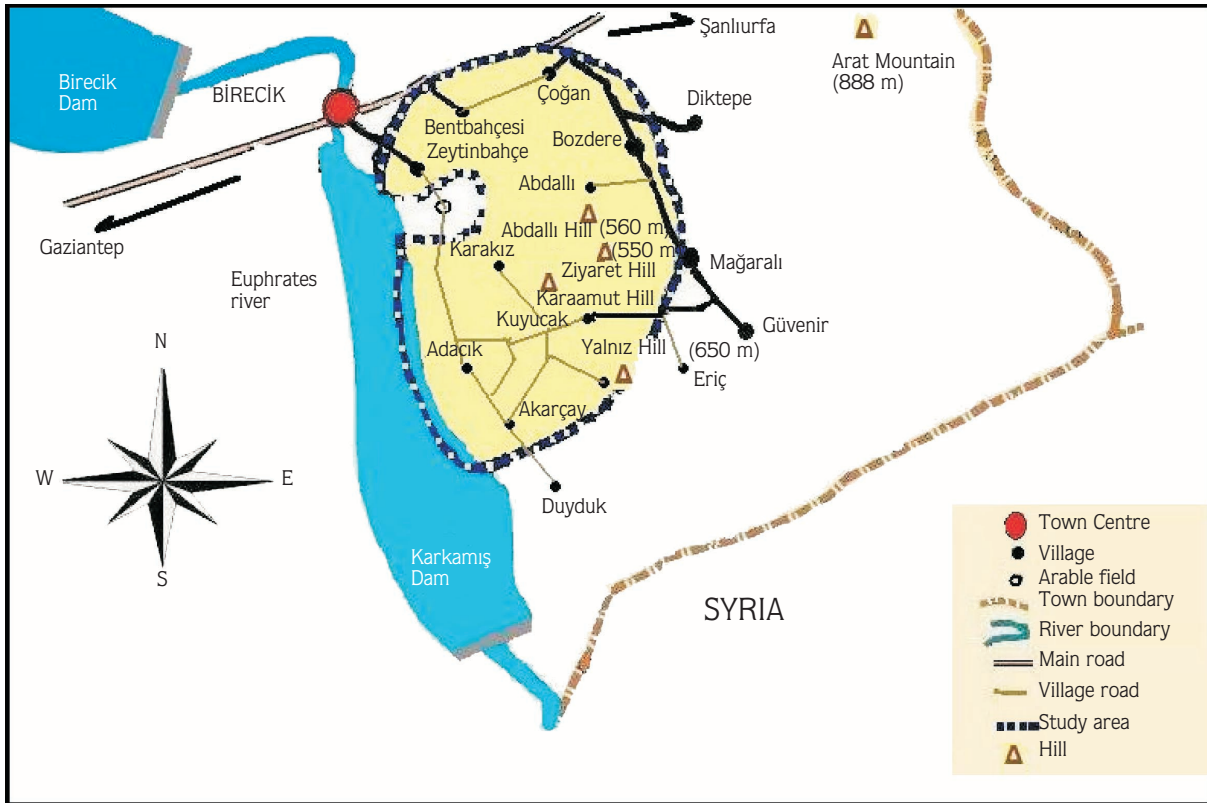 Şanlıurfa
Arat Mountain
(888 m)
Birecik
Dam
BİRECİK
Çoğan
Diktepe
Bentbahçesi
Bozdere
Zeytinbahçe
Abdallı
Gaziantep
Abdallı Hill (560 m)
Karakız
(550 m
Ziyaret Hill
Mağaralı
Euphrates
river
Karaamut Hill
Kuyucak
Güvenir
N
Adacık
Yalnız Hill
(650 m)
Eriç
Akarçay
W
E
Duyduk
S
Karkamış
Dam
SYRIA
Town Centre
Village
Arable field
Town boundary
River boundary
Main road
Village road
Study area
Hill